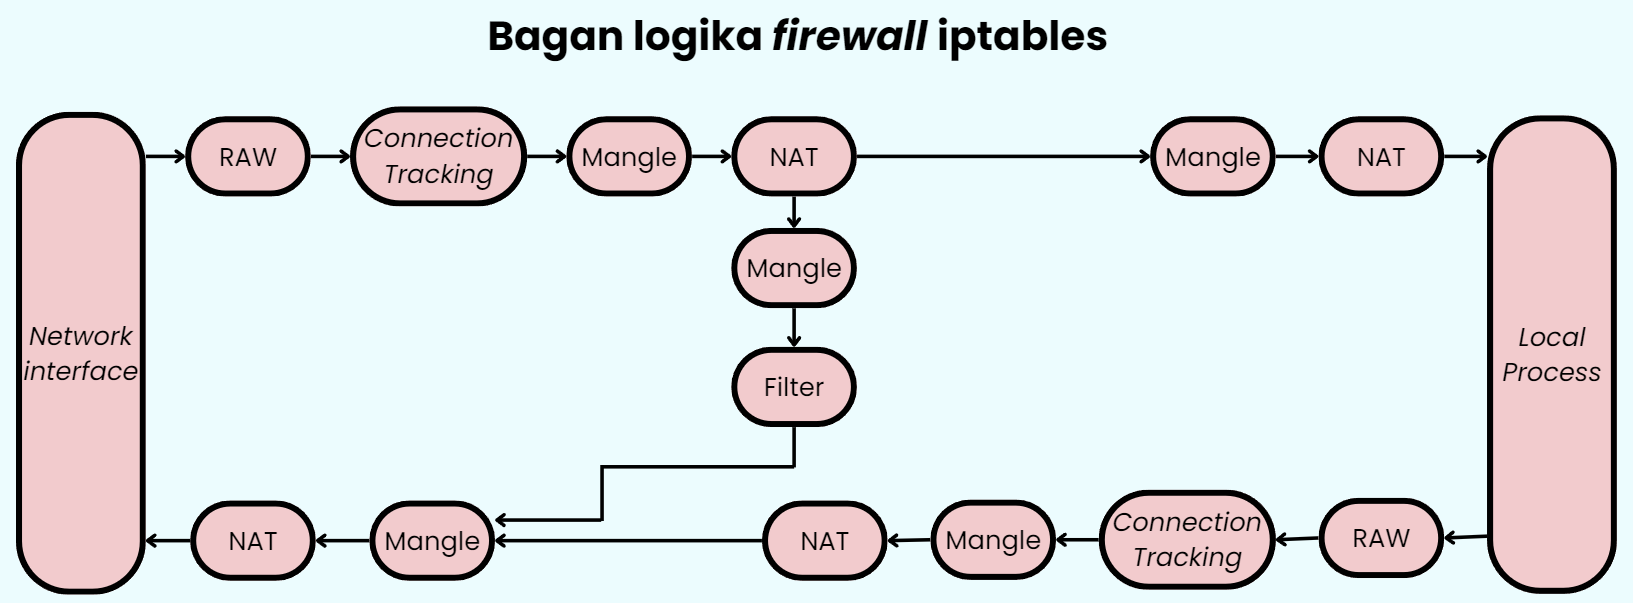 Bagan logika firewall iptables
RAW
Connection
Tracking
Mangle
NAT
Mangle
NAT
Mangle
Filter
Network
interface
Local
Process
NAT
Mangle
NAT
Mangle
Connection
Tracking
RAW